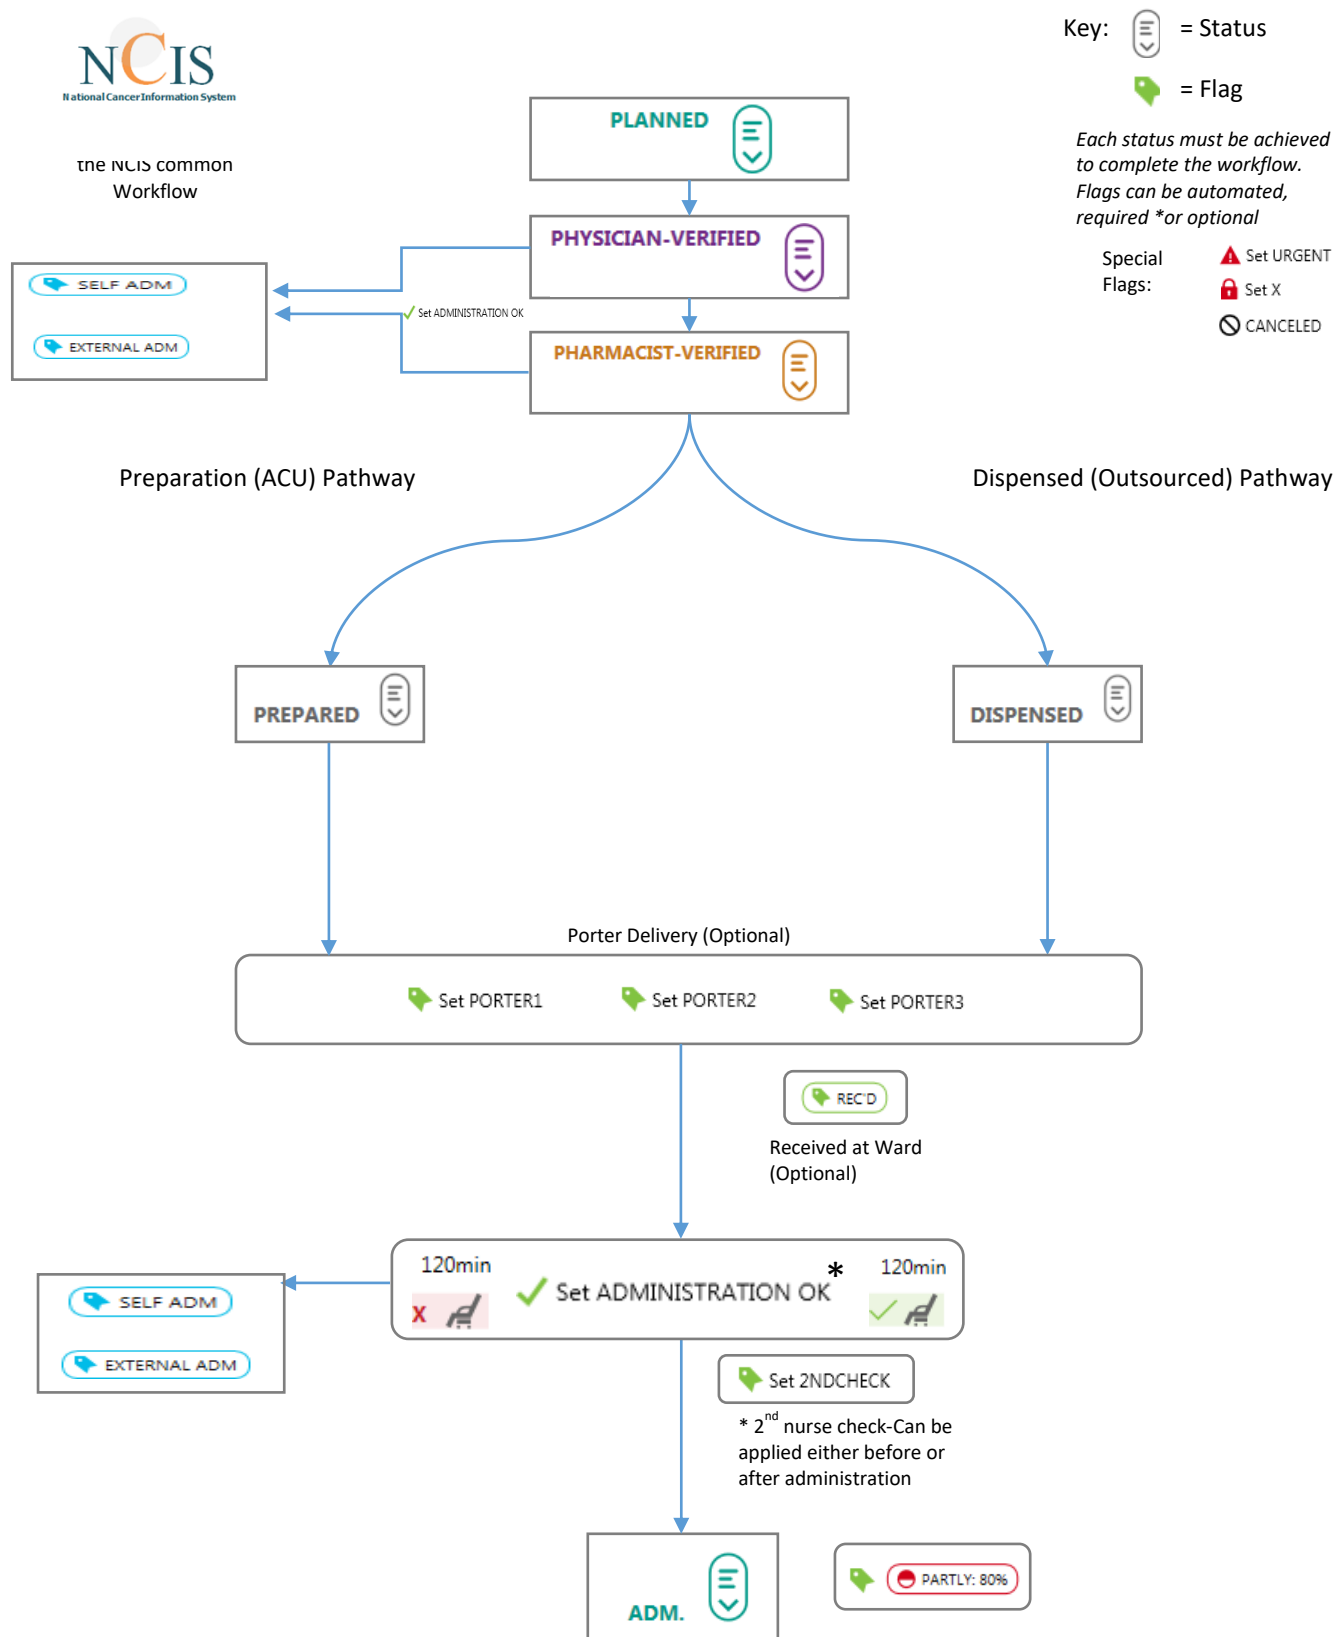 NCIS
National Cancer Information System
Key:
= Status
= Flag
Each status must be achieved
to complete the workflow.
Flags can be automated,
required *or optional
Special
Flags:
Set URGENT
Set X
CANCELED
the NCIS common
Workflow
PLANNED
PHYSICIAN-VERIFIED
SELF ADM
EXTERNAL ADM
Set ADMINISTRATION OK
PHARMACIST-VERIFIED
Preparation (ACU) Pathway
Dispensed (Outsourced) Pathway
PREPARED
DISPENSED
Porter Delivery (Optional)
Set PORTER1
Set PORTER2
Set PORTER3
REC'D
Received at Ward
(Optional)
120min
X
Set ADMINISTRATION OK
*
120min
SELF ADM
EXTERNAL ADM
Set 2NDCHECK
* 2nd nurse check-Can be
applied either before or
after administration
ADM.
PARTLY: 80%